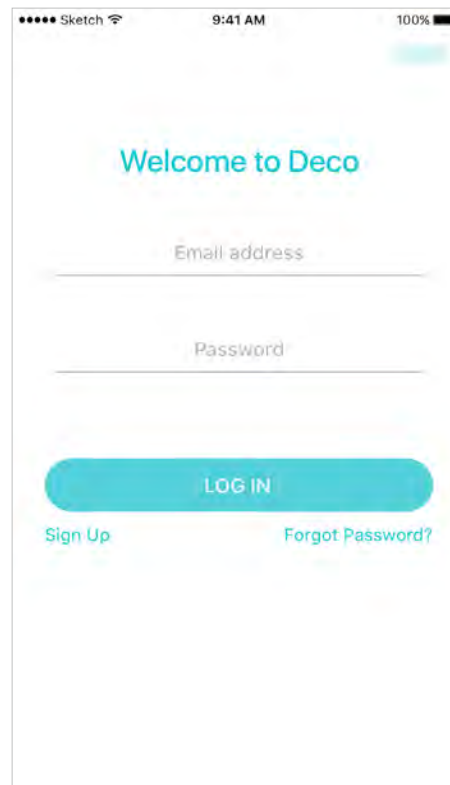 ●●●●● Sketch 9:41 AM 100%
Welcome to Deco
Email address
Password
LOG IN
Sign Up Forgot Password?